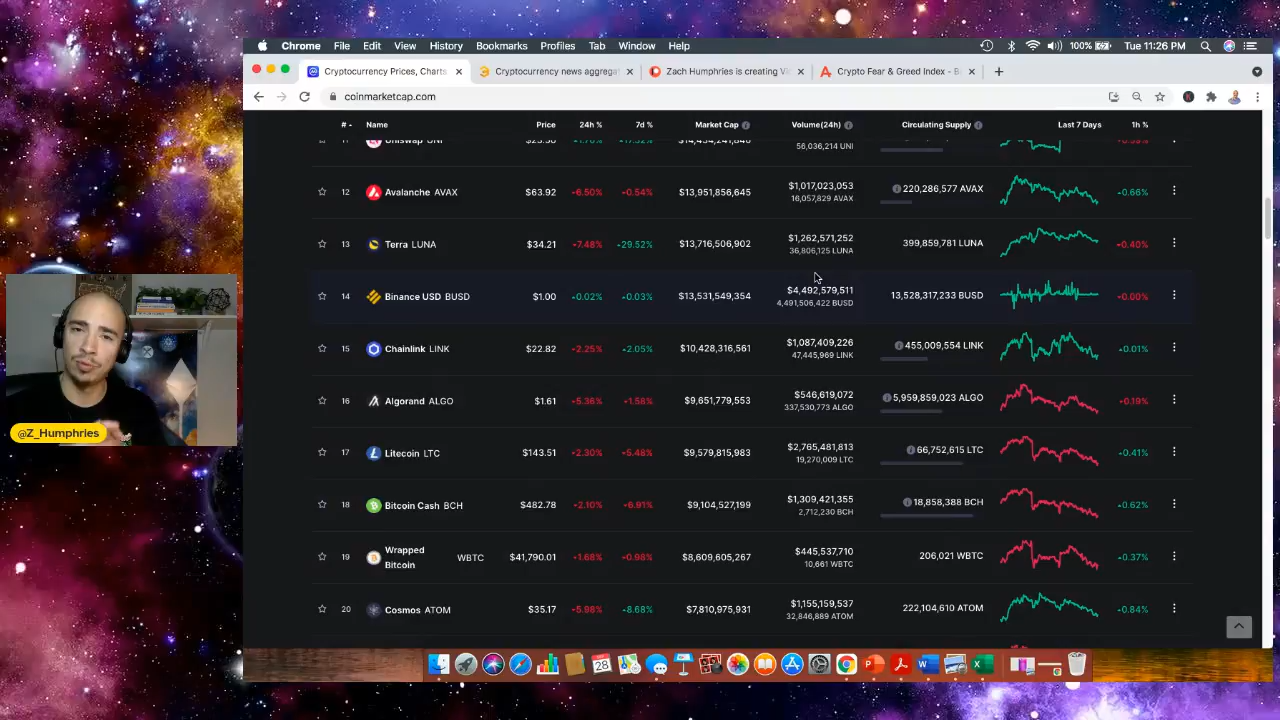 Chrome File Edit View History Bookmarks Profiles Tab Window Help 100% Tue 11:26 PM
Cryptocurrency Prices, Charts Cryptocurrency news aggregat Zach Humphries is creating Vi Crypto Fear & Greed Index - B
coinmarketcap.com
# Name Price 24h % 7d % Market Cap Volume(24h) Circulating Supply Last 7 Days 1h %
Uniswap UNI
56,036,214 UNI
12 Avalanche AVAX $63.92 6.50% 0.54% $13,951,856,645 $1,017,023,053 220,286,577 AVAX 0.66%
16,057,829 AVAX
13 Terra LUNA $34.21 7.48% 29.52% $13,716,506,902 $1,262,571,252 399,859,781 LUNA 0.40%
36,806,125 LUNA
14 Binance USD BUSD $1.00 0.02% 0.03% $13,531,549,354 $4,492,579,511 13,528,317,233 BUSD 0.00%
4,491,506,422 BUSD
15 Chainlink LINK $22.82 2.25% 2.05% $10,428,316,561 $1,087,409,226 455,009,554 LINK 0.01%
47,445,969 LINK
16 Algorand ALGO $1.61 5.36% 1.58% $9,651,779,553 $546,619,072 5,959,859,023 ALGO 0.19%
337,530,773 ALGO
17 Litecoin LTC $143.51 2.30% 5.48% $9,579,815,983 $2,765,481,813 66,752,615 LTC 0.41%
19,270,009 LTC
18 Bitcoin Cash BCH $482.78 2.10% 6.91% $9,104,527,199 $1,309,421,355 18,858,388 BCH 0.62%
2,712,230 BCH
19 Wrapped Bitcoin WBTC $41,790.01 1.68% 0.98% $8,609,605,267 $445,537,710 206,021 WBTC 0.37%
10,661 WBTC
20 Cosmos ATOM $35.17 5.98% 8.68% $7,810,975,931 $1,155,159,537 222,104,610 ATOM 0.84%
32,846,889 ATOM
@Z_Humphries
28